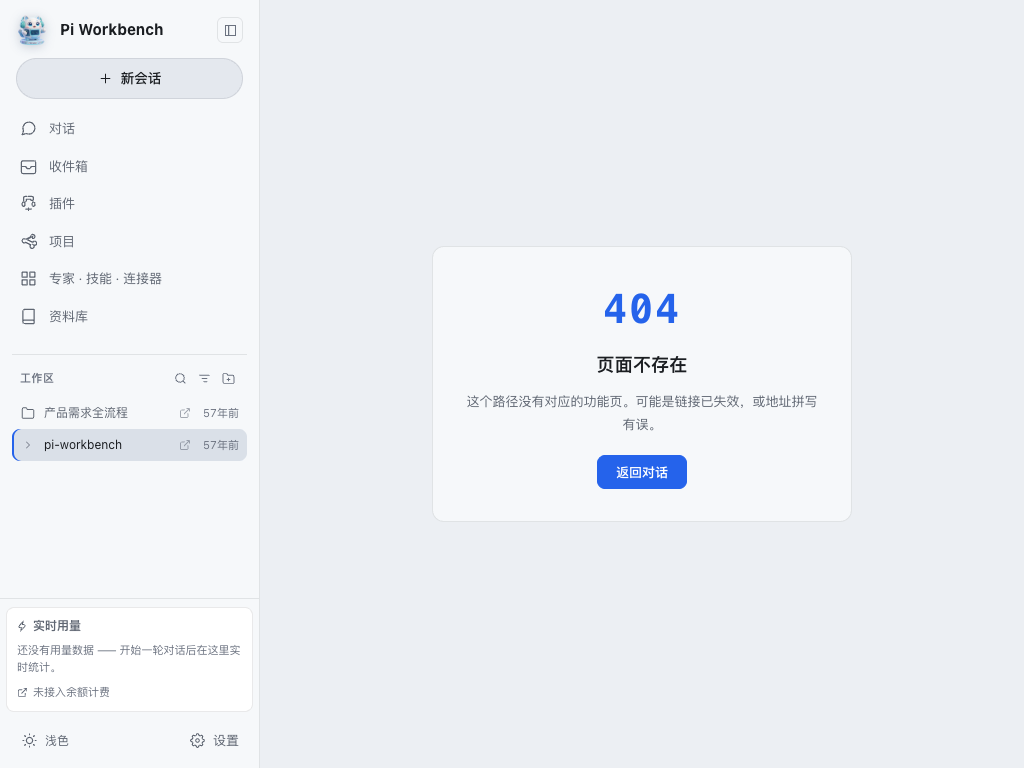 Pi Workbench
新会话
对话
收件箱
插件
项目
专家 · 技能 · 连接器
资料库
工作区
产品需求全流程 57年前
pi-workbench 57年前
实时用量
还没有用量数据 —— 开始一轮对话后在这里实
时统计。
未接入余额计费
浅色 设置
404
页面不存在
这个路径没有对应的功能页。可能是链接已失效，或地址拼写
有误。
返回对话